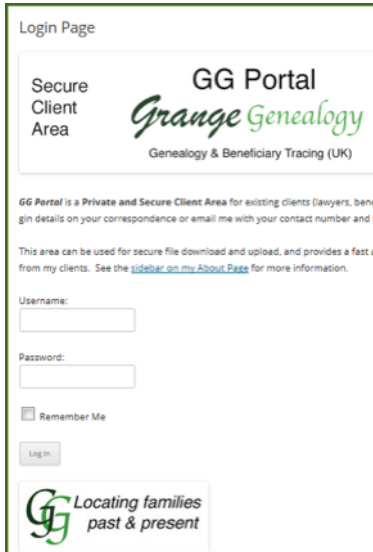 Login Page
Secure
Client
Area
GG Portal
Grange Genealogy
Genealogy & Beneficiary Tracing (UK)
GG Portal is a Private and Secure Client Area for existing clients (lawyers,
gin details on your correspondence or email me with your contact number and
This area can be used for secure file download and upload, and provides a fast
from my clients. See the sidebar on my About Page for more information.
Username:
Password:
Remember Me
Log In
GG
Locating families
past & present